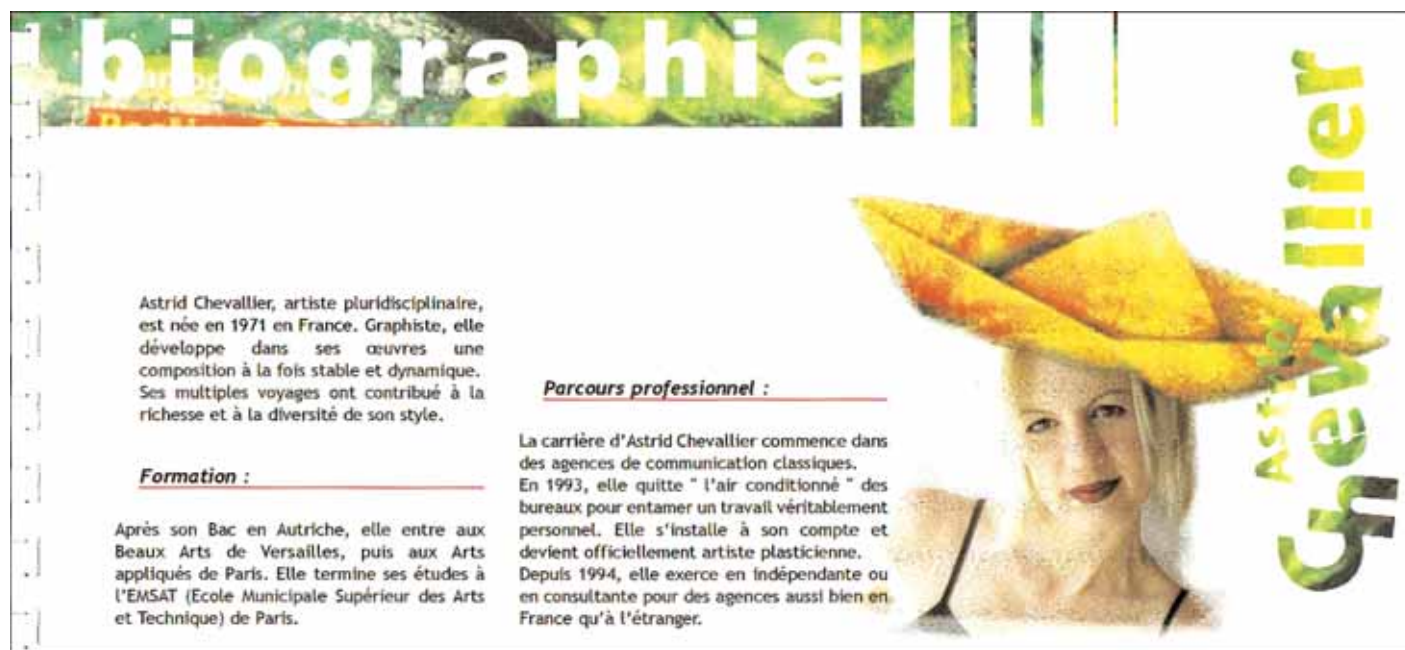 biographie
Astrid
Chevallier
Astrid Chevallier, artiste pluridisciplinaire,
est née en 1971 en France. Graphiste, elle
développe dans ses œuvres une
composition à la fois stable et dynamique.
Ses multiples voyages ont contribué à la
richesse et à la diversité de son style.
Formation :
Après son Bac en Autriche, elle entre aux
Beaux Arts de Versailles, puis aux Arts
appliqués de Paris. Elle termine ses études à
l'EMSAT (Ecole Municipale Supérieur des Arts
et Technique) de Paris.
Parcours professionnel :
La carrière d'Astrid Chevallier commence dans
des agences de communication classiques.
En 1993, elle quitte " l'air conditionné " des
bureaux pour entamer un travail véritablement
personnel. Elle s'installe à son compte et
devient officiellement artiste plasticienne.
Depuis 1994, elle exerce en indépendante ou
en consultante pour des agences aussi bien en
France qu'à l'étranger.